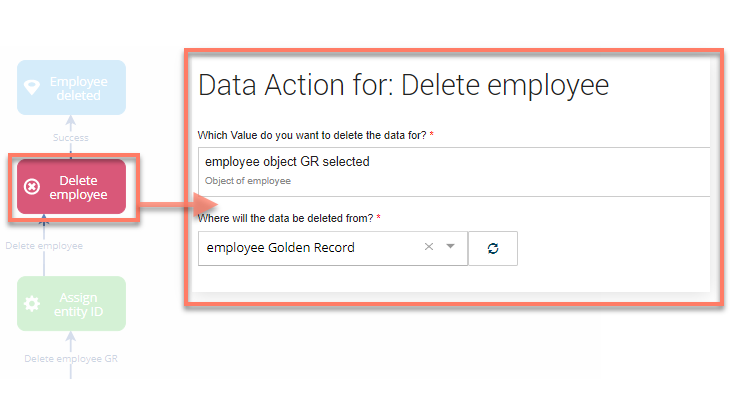 Employee
deleted
Success
Delete
employee
Delete employee
Assign
entity ID
Delete employee GR
Data Action for: Delete employee
Which Value do you want to delete the data for? *
employee object GR selected
Object of employee
Where will the data be deleted from? *
employee Golden Record